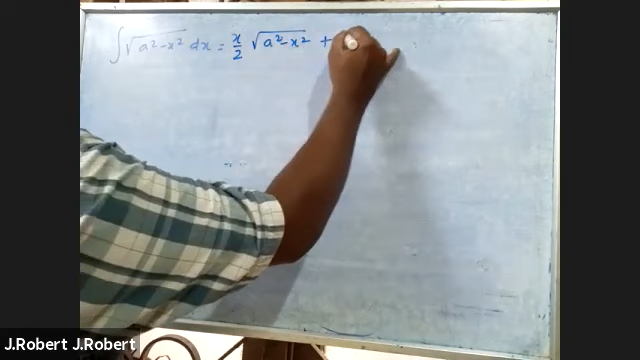 ∫ √a²-x² dx = x/2 √a²-x² +
J.Robert J.Robert